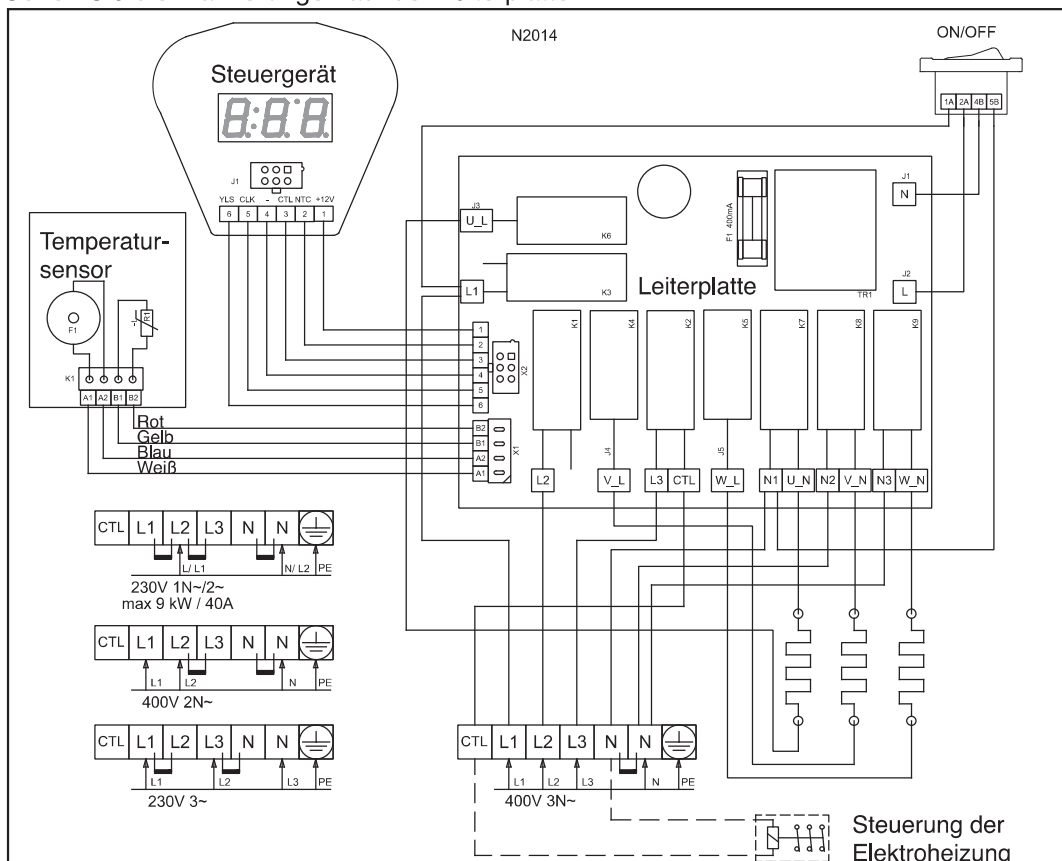 N2014
ON/OFF
1A 2A 4B 5B
Steuergerät
8:8.8
J1
YLS CLK - CTL NTC +12V
6 5 4 3 2 1
Temperatur-
sensor
F1
R1
K1
A1 A2 B1 B2
Rot
Gelb
Blau
Weiß
J3
U_L
L1
K6
K3
F1 400mA
TR1
J1
N
J2
L
Leiterplatte
1
2
3
4
5
6
X2
B2
B1
A2
A1
X1
K1
K4
K2
K5
K7
K8
K9
J4
J5
L2 V_L L3 CTL W_L N1 U_N N2 V_N N3 W_N
CTL L1 L2 L3 N N
L/ L1 N/ L2 PE
230V 1N~/2~
max 9 kW / 40A
CTL L1 L2 L3 N N
L1 L2 N PE
400V 2N~
CTL L1 L2 L3 N N
L1 L2 L3 PE
230V 3~
CTL L1 L2 L3 N N
L1 L2 L3 N PE
400V 3N~
Steuerung der
Elektroheizung